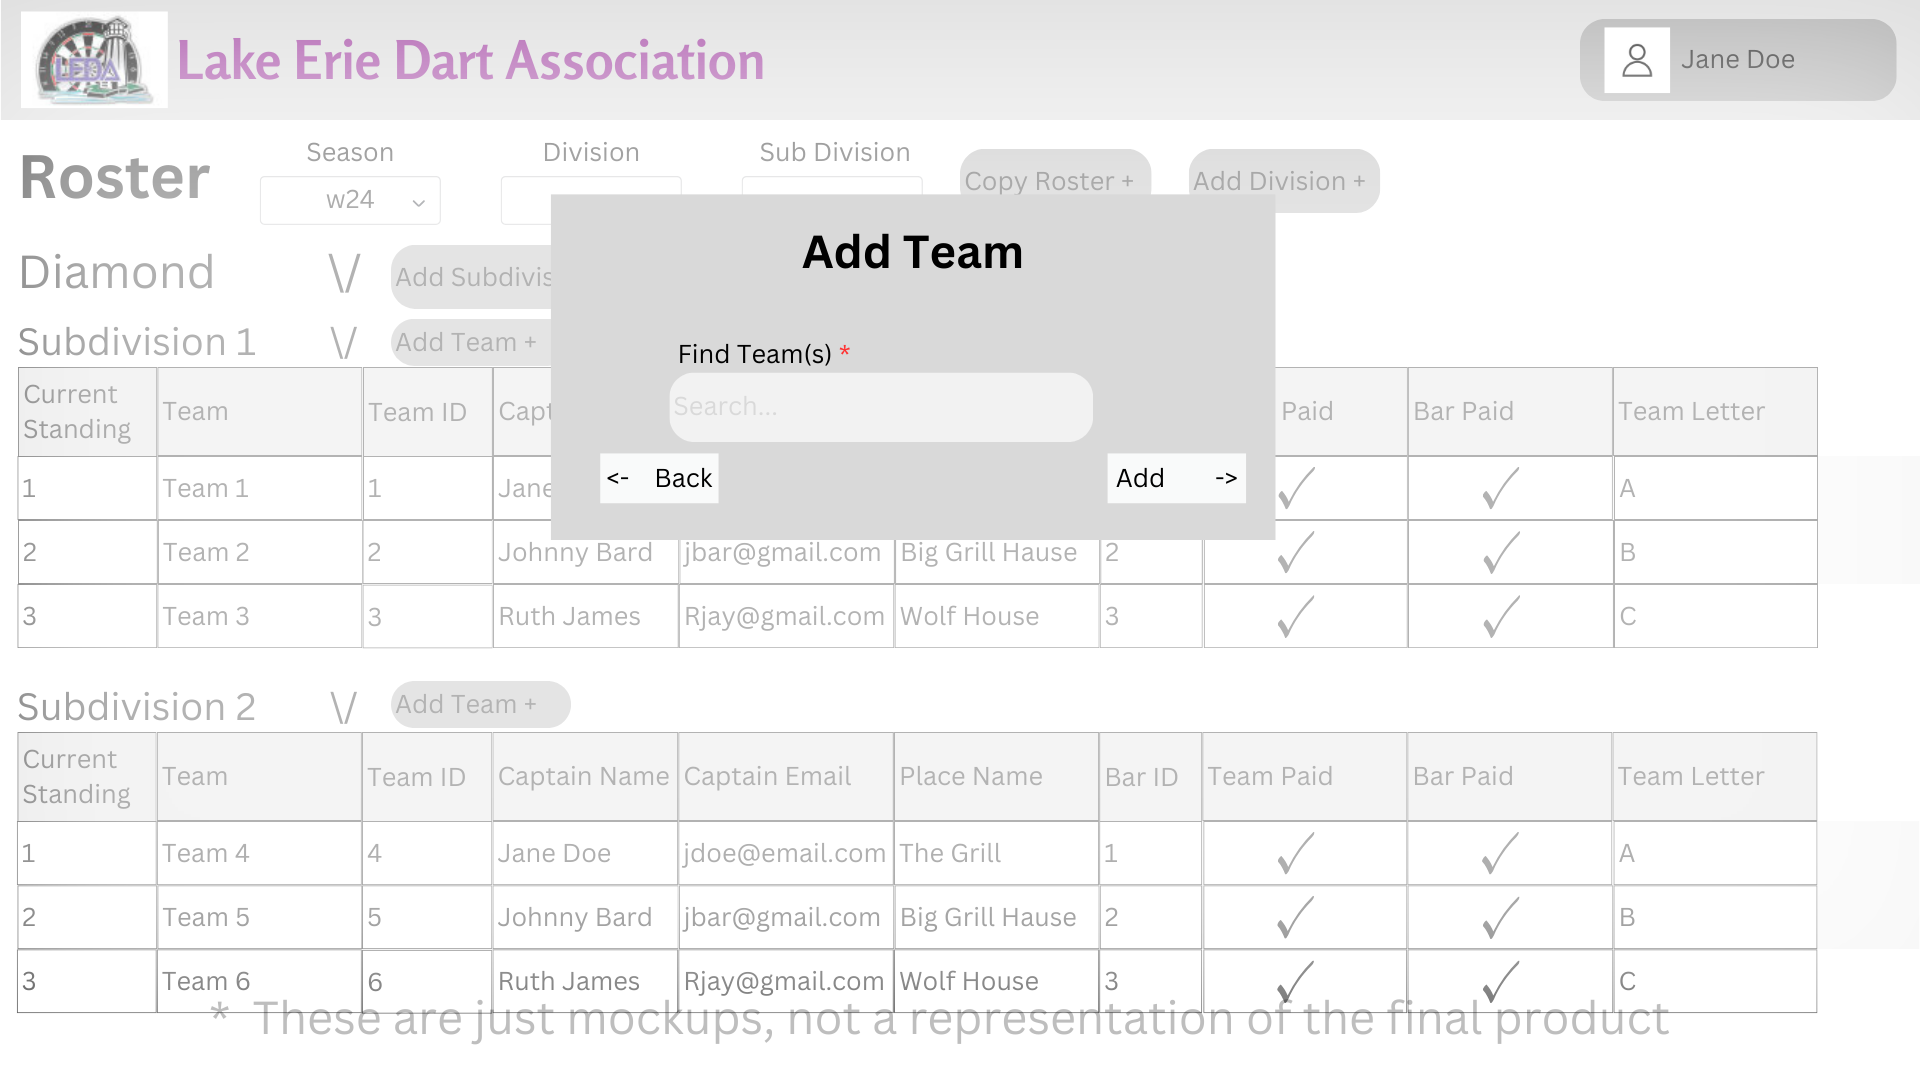 LEDA
Lake Erie Dart Association
Jane Doe
Roster
Season
Division
Sub Division
w24
Copy Roster +
Add Division +
Diamond \/
Add Subdivis
Subdivision 1 \/
Add Team +
Add Team
Find Team(s) *
Search...
<- Back
Add ->
Current Standing Team Team ID Capt Paid Bar Paid Team Letter
1 Team 1 1 Jane ✓ ✓ A
2 Team 2 2 Johnny Bard jbar@gmail.com Big Grill Hause 2 ✓ ✓ B
3 Team 3 3 Ruth James Rjay@gmail.com Wolf House 3 ✓ ✓ C
Subdivision 2 \/
Add Team +
Current Standing Team Team ID Captain Name Captain Email Place Name Bar ID Team Paid Bar Paid Team Letter
1 Team 4 4 Jane Doe jdoe@email.com The Grill 1 ✓ ✓ A
2 Team 5 5 Johnny Bard jbar@gmail.com Big Grill Hause 2 ✓ ✓ B
3 Team 6 6 Ruth James Rjay@gmail.com Wolf House 3 ✓ ✓ C
* These are just mockups, not a representation of the final product